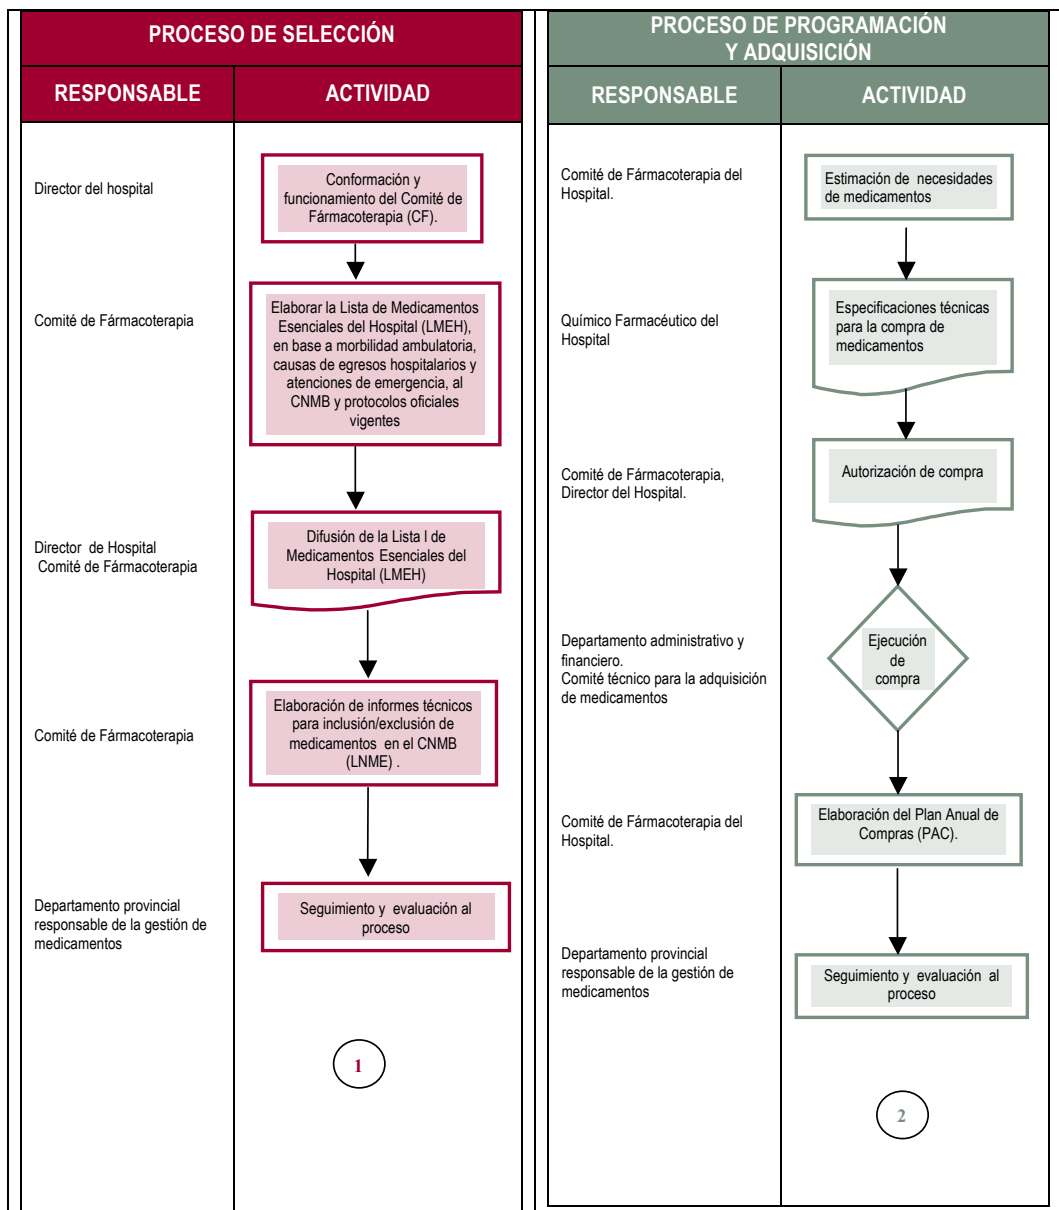 PROCESO DE SELECCIÓN
RESPONSABLE
ACTIVIDAD
Director del hospital
Conformación y
funcionamiento del Comité de
Fármacoterapia (CF).
Comité de Fármacoterapia
Elaborar la Lista de Medicamentos
Esenciales del Hospital (LMEH),
en base a morbilidad ambulatoria,
causas de egresos hospitalarios y
atenciones de emergencia, al
CNMB y protocolos oficiales
vigentes
Director de Hospital
Comité de Fármacoterapia
Difusión de la Lista l de
Medicamentos Esenciales del
Hospital (LMEH)
Comité de Fármacoterapia
Elaboración de informes técnicos
para inclusión/exclusión de
medicamentos en el CNMB
(LNME) .
Departamento provincial
responsable de la gestión de
medicamentos
Seguimiento y evaluación al
proceso
1
PROCESO DE PROGRAMACIÓN
Y ADQUISICIÓN
RESPONSABLE
ACTIVIDAD
Comité de Fármacoterapia del
Hospital.
Estimación de necesidades
de medicamentos
Químico Farmacéutico del
Hospital
Especificaciones técnicas
para la compra de
medicamentos
Comité de Fármacoterapia,
Director del Hospital.
Autorización de compra
Departamento administrativo y
financiero.
Comité técnico para la adquisición
de medicamentos
Ejecución
de
compra
Comité de Fármacoterapia del
Hospital.
Elaboración del Plan Anual de
Compras (PAC).
Departamento provincial
responsable de la gestión de
medicamentos
Seguimiento y evaluación al
proceso
2